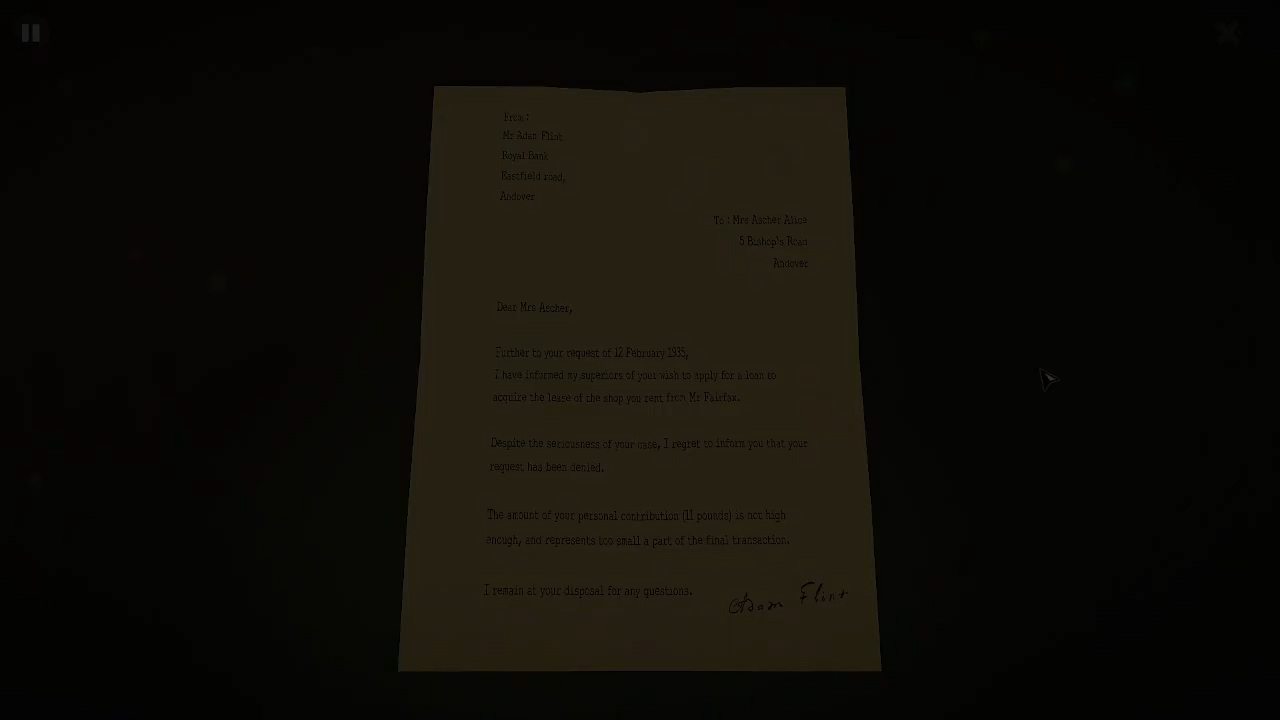 From :
Mr Adam Flint
Royal Bank
Eastfield road,
Andover
To : Mrs Ascher Alice
5 Bishop's Road
Andover
Dear Mrs Ascher,
Further to your request of 12 February 1935,
I have informed my superiors of your wish to apply for a loan to
acquire the lease of the shop you rent from Mr Fairfax.
Despite the seriousness of your case, I regret to inform you that your
request has been denied.
The amount of your personal contribution (11 pounds) is not high
enough, and represents too small a part of the final transaction.
I remain at your disposal for any questions.
Adam Flint